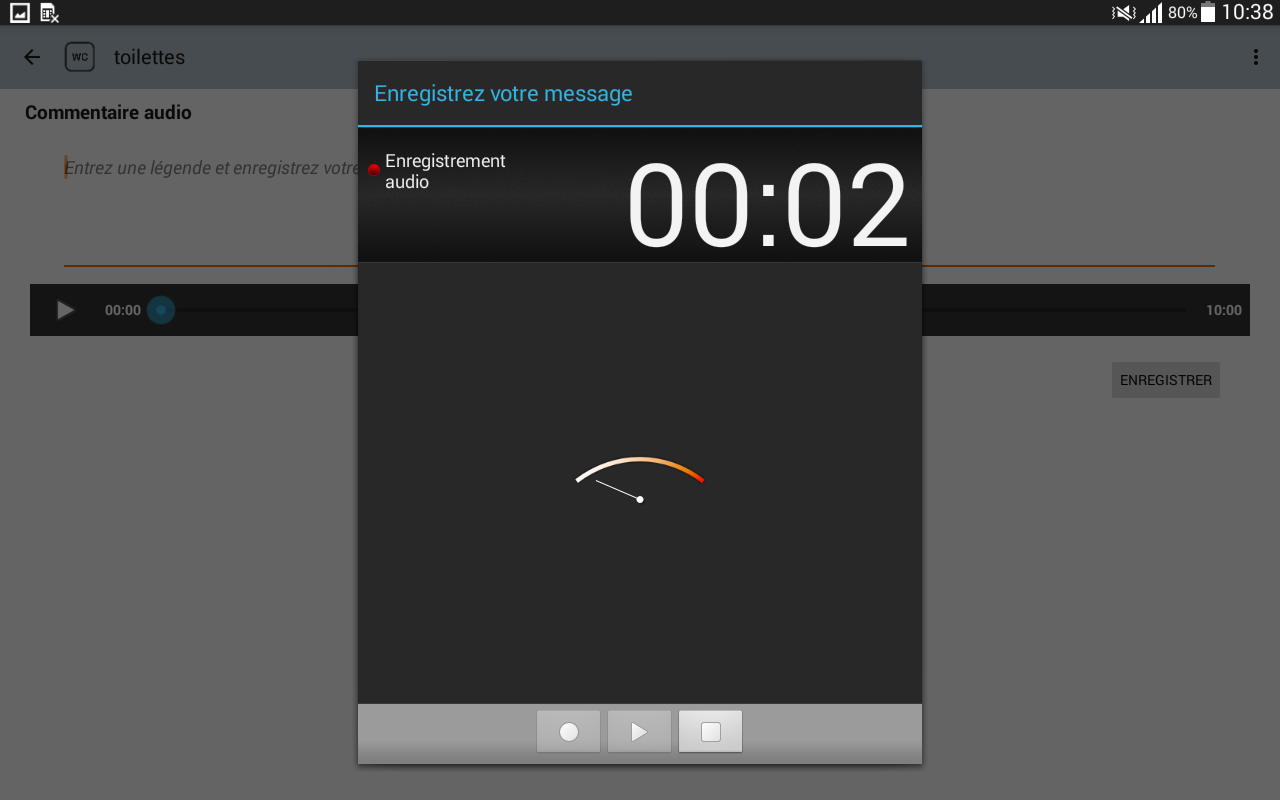 80% 10:38
WC toilettes
Commentaire audio
Entrez une légende et enregistrez votre
Enregistrez votre message
Enregistrement
audio
00:02
00:00
10:00
ENREGISTRER